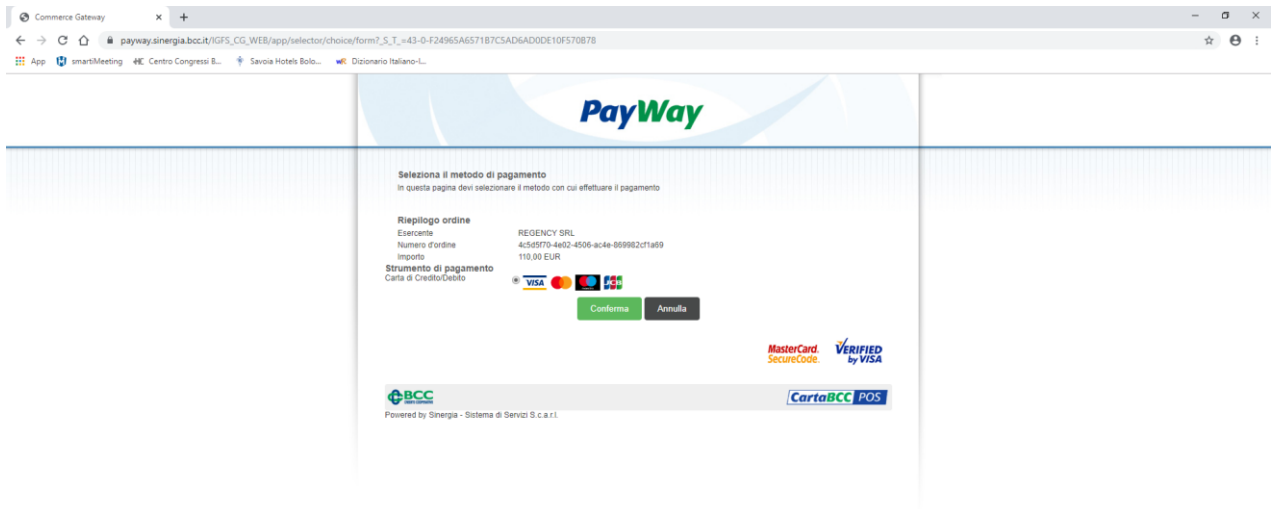 Commerce Gateway
payway.sinergia.bcc.it/IGFS_CG_WEB/app/selector/choice/form?_S_T_=43-0-F24965A6571B7C5AD6AD0DE10F570B78
App smartiMeeting Centro Congressi B... Savoia Hotels Bolo... WR Dizionario Italiano-I...
PayWay
Seleziona il metodo di pagamento
In questa pagina devi selezionare il metodo con cui effettuare il pagamento
Riepilogo ordine
Esercente REGENCY SRL
Numero d'ordine 4c5d5f70-4e02-4506-ac4e-869982cf1a69
Importo 110,00 EUR
Strumento di pagamento
Carta di Credito/Debito VISA JCB
Conferma Annulla
MasterCard. SecureCode. VERIFIED by VISA
BCC CartaBCC POS
Powered by Sinergia - Sistema di Servizi S.c.a.r.l.